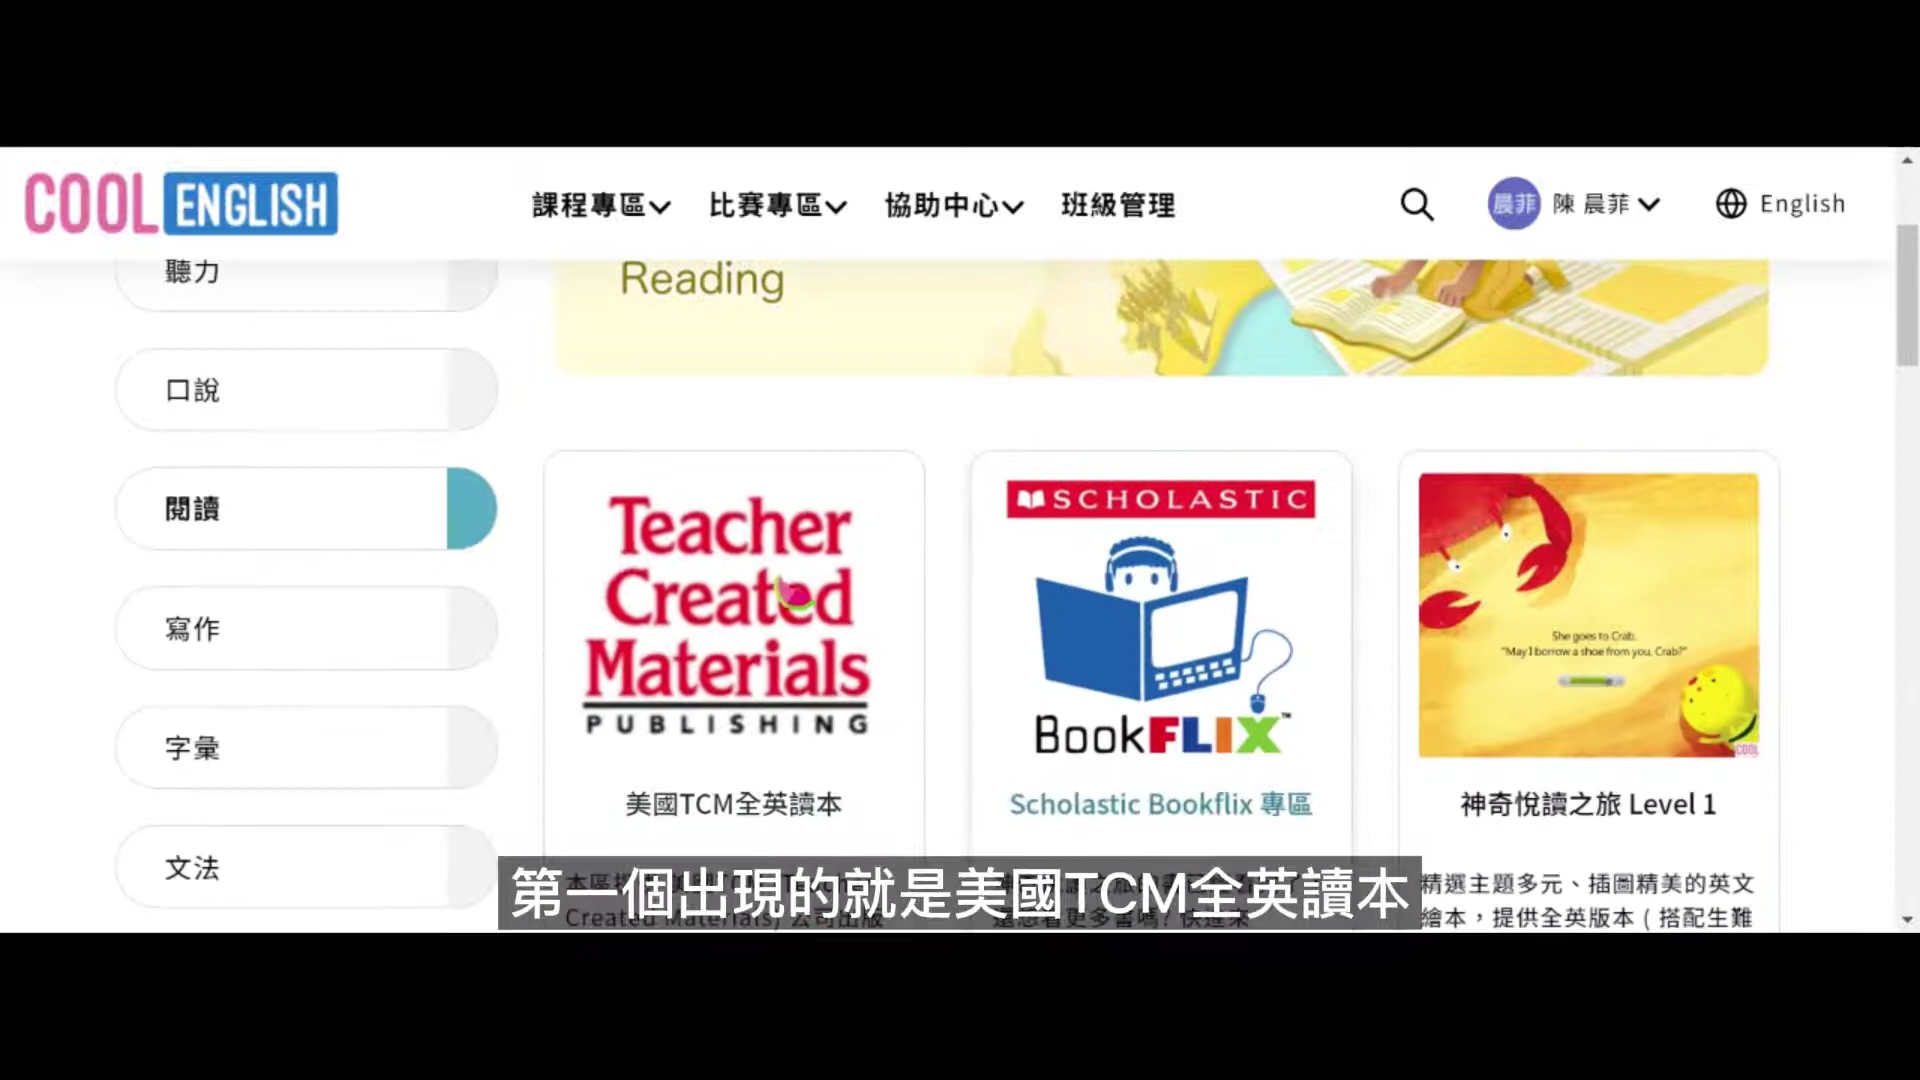 COOL ENGLISH
課程專區 比賽專區 協助中心 班級管理 晨菲 陳 晨菲 English
聽力
口說
閱讀
寫作
字彙
文法
Reading
Teacher
Created
Materials
PUBLISHING
美國TCM全英讀本
SCHOLASTIC
BookFLIX™
Scholastic Bookflix 專區
She goes to Crab.
"May I borrow a shoe from you, Crab?"
COOL
神奇悅讀之旅 Level 1
精選主題多元、插圖精美的英文
繪本，提供全英版本 ( 搭配生難
第一個出現的就是美國TCM全英讀本